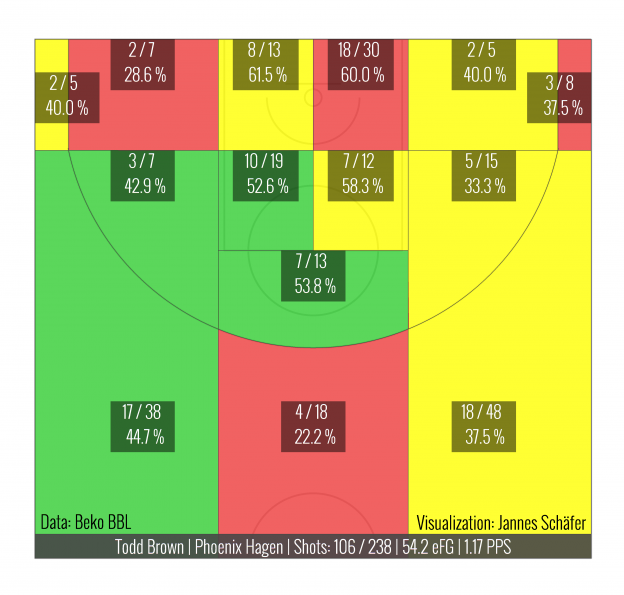 2 / 7
28.6 %
8 / 13
61.5 %
18 / 30
60.0 %
2 / 5
40.0 %
2 / 5
40.0 %
3 / 8
37.5 %
3 / 7
42.9 %
10 / 19
52.6 %
7 / 12
58.3 %
5 / 15
33.3 %
7 / 13
53.8 %
17 / 38
44.7 %
4 / 18
22.2 %
18 / 48
37.5 %
Data: Beko BBL
Visualization: Jannes Schäfer
Todd Brown | Phoenix Hagen | Shots: 106 / 238 | 54.2 eFG | 1.17 PPS